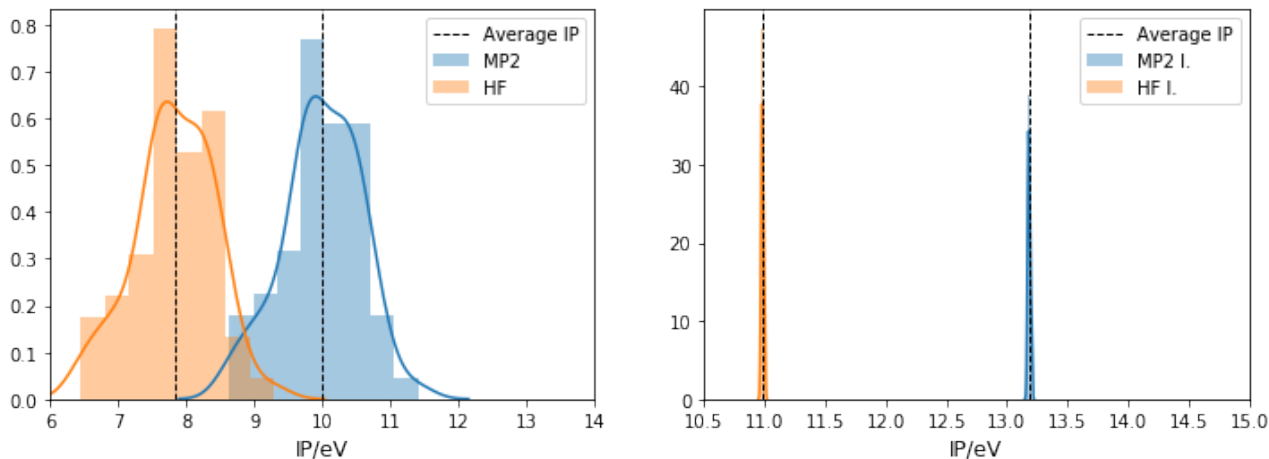 0.8
0.7
0.6
0.5
0.4
0.3
0.2
0.1
0.0
6 7 8 9 10 11 12 13 14
IP/eV
Average IP
MP2
HF
40
30
20
10
0
10.5 11.0 11.5 12.0 12.5 13.0 13.5 14.0 14.5 15.0
IP/eV
Average IP
MP2 I.
HF I.